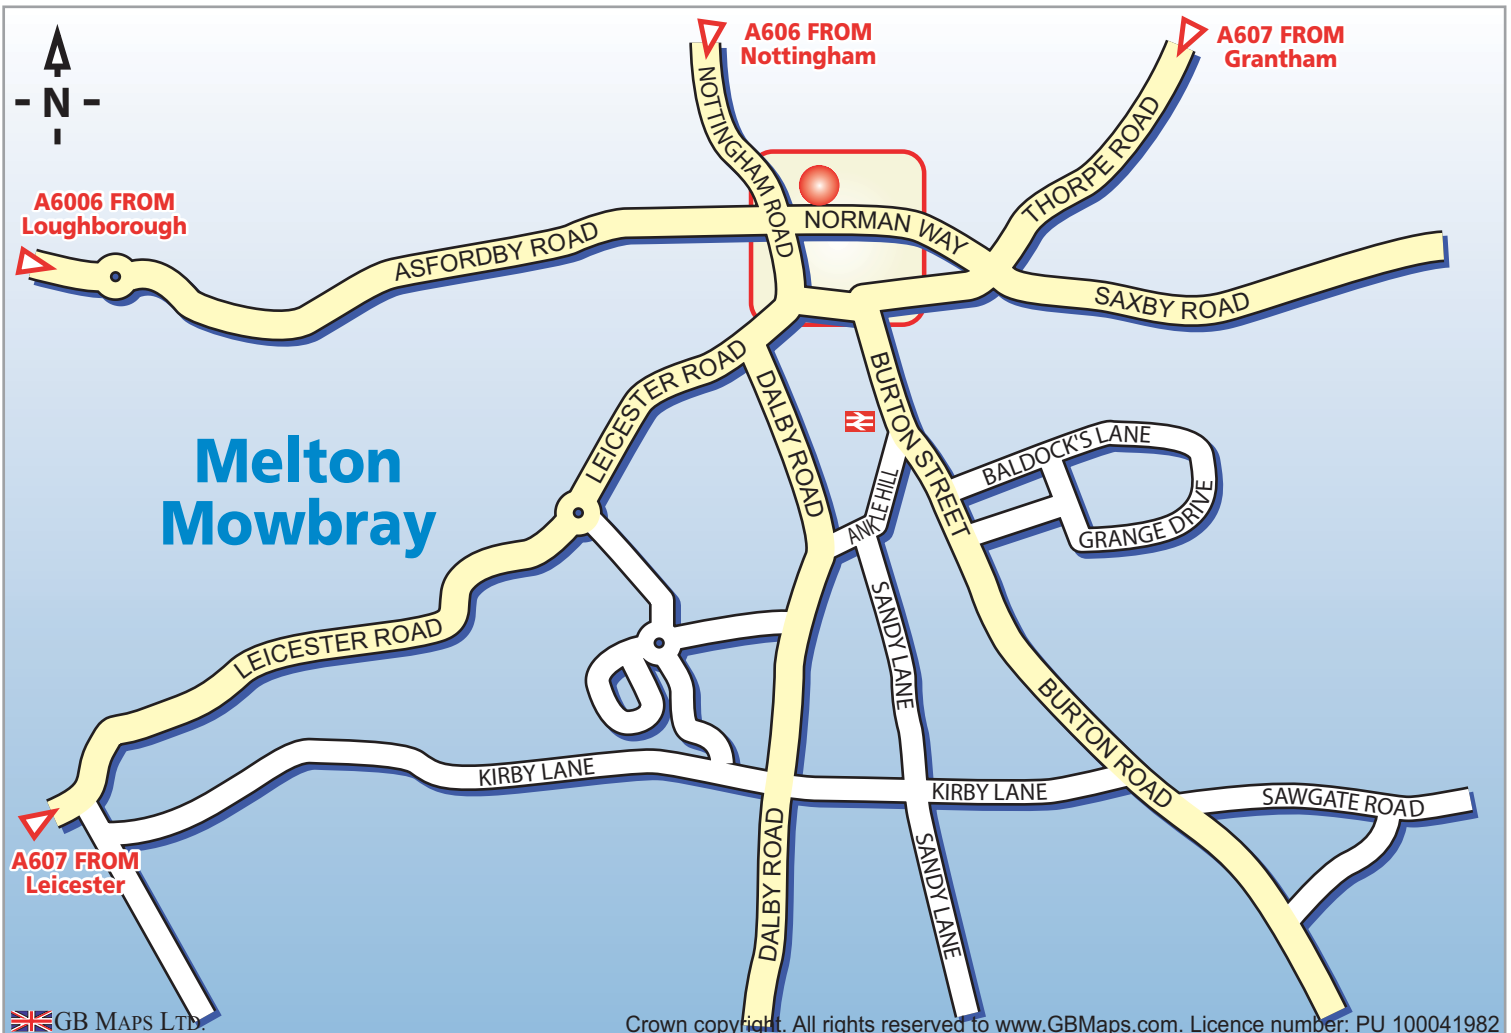 A606 FROM
Nottingham
A607 FROM
Grantham
- N -
NOTTINGHAM ROAD
THORPE ROAD
A6006 FROM
Loughborough
ASFORDBY ROAD
NORMAN WAY
SAXBY ROAD
LEICESTER ROAD
DALBY ROAD
BURTON STREET
BALDOCK'S LANE
GRANGE DRIVE
ANKLE HILL
Melton
Mowbray
SANDY LANE
LEICESTER ROAD
BURTON ROAD
KIRBY LANE
KIRBY LANE
SAWGATE ROAD
DALBY ROAD
SANDY LANE
A607 FROM
Leicester
GB MAPS LTD.
Crown copyright. All rights reserved to www.GBMaps.com. Licence number: PU 100041982